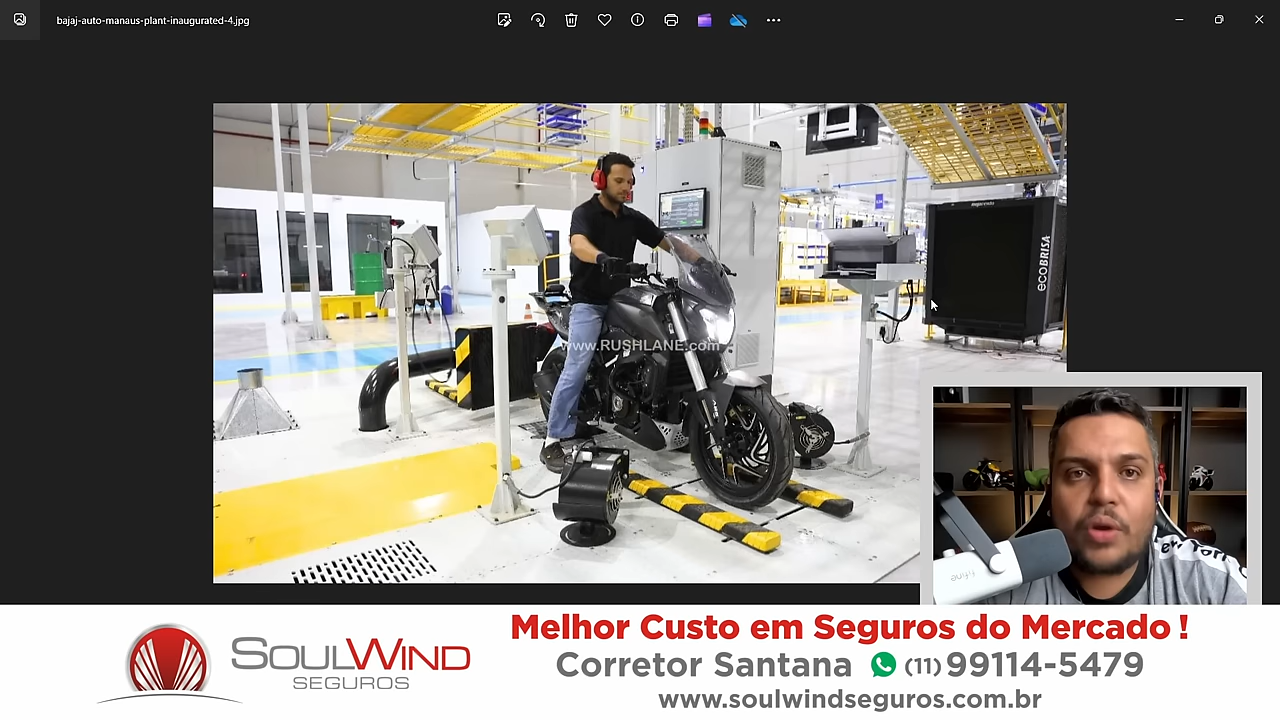 bajaj-auto-manaus-plant-inaugurated-4.jpg
www.RUSHLANE.com
ecoBRISA
fifine
SOULWIND
SEGUROS
Melhor Custo em Seguros do Mercado !
Corretor Santana (11) 99114-5479
www.soulwindseguros.com.br